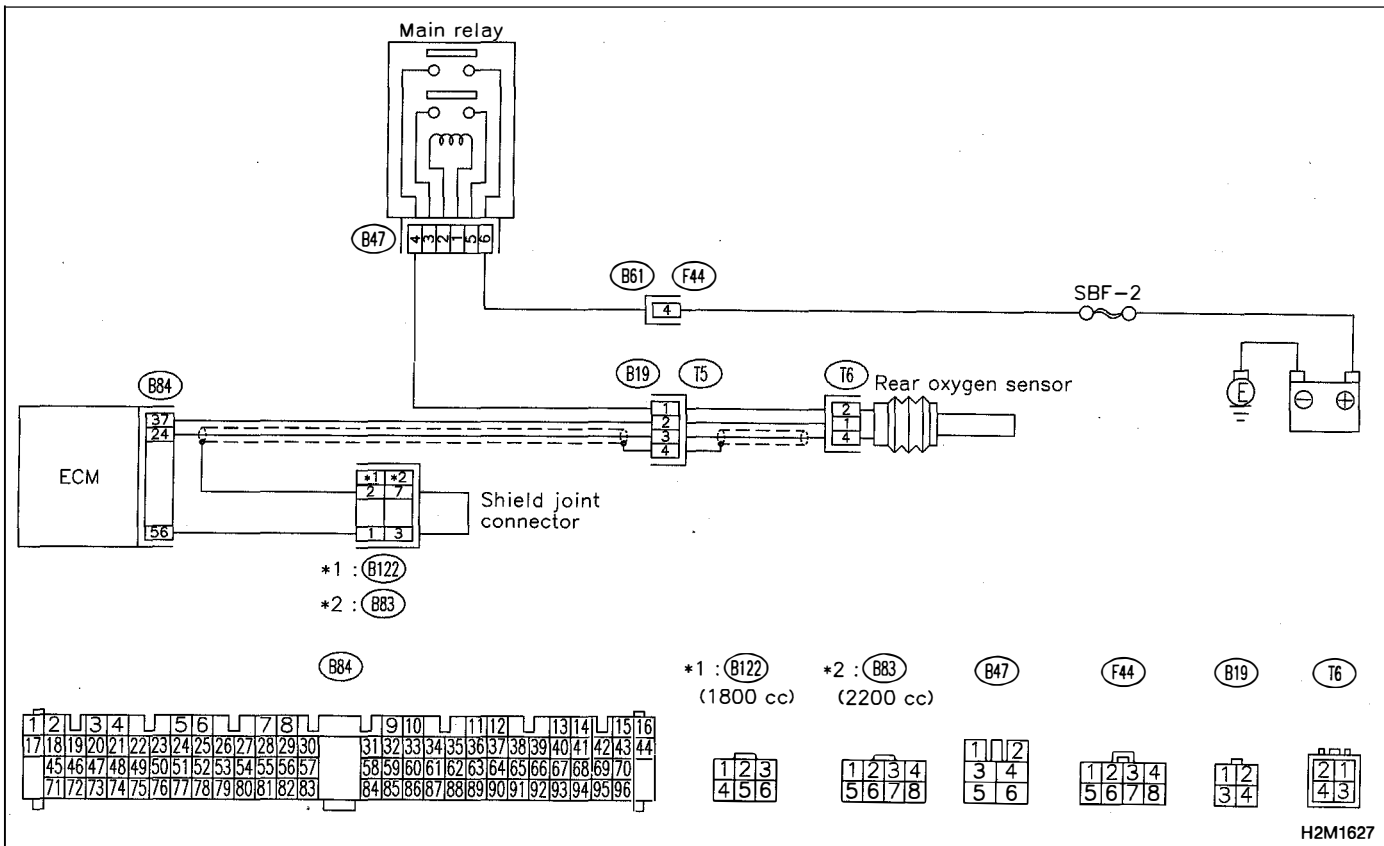 Main relay
B47
4 3 2 1 5 6
B61 F44
4
SBF-2
E
⊖ ⊕
B84
37
24
56
ECM
B19 T5
1
2
3
4
T6
2
1
4
Rear oxygen sensor
*1 *2
2 7
1 3
Shield joint
connector
*1 : B122
*2 : B83
B84
1 2 3 4 5 6 7 8 9 10 11 12 13 14 15 16
17 18 19 20 21 22 23 24 25 26 27 28 29 30 31 32 33 34 35 36 37 38 39 40 41 42 43 44
45 46 47 48 49 50 51 52 53 54 55 56 57 58 59 60 61 62 63 64 65 66 67 68 69 70
71 72 73 74 75 76 77 78 79 80 81 82 83 84 85 86 87 88 89 90 91 92 93 94 95 96
*1 : B122
(1800 cc)
1 2 3
4 5 6
*2 : B83
(2200 cc)
1 2 3 4
5 6 7 8
B47
1 2
3 4
5 6
F44
1 2 3 4
5 6 7 8
B19
1 2
3 4
T6
2 1
4 3
H2M1627